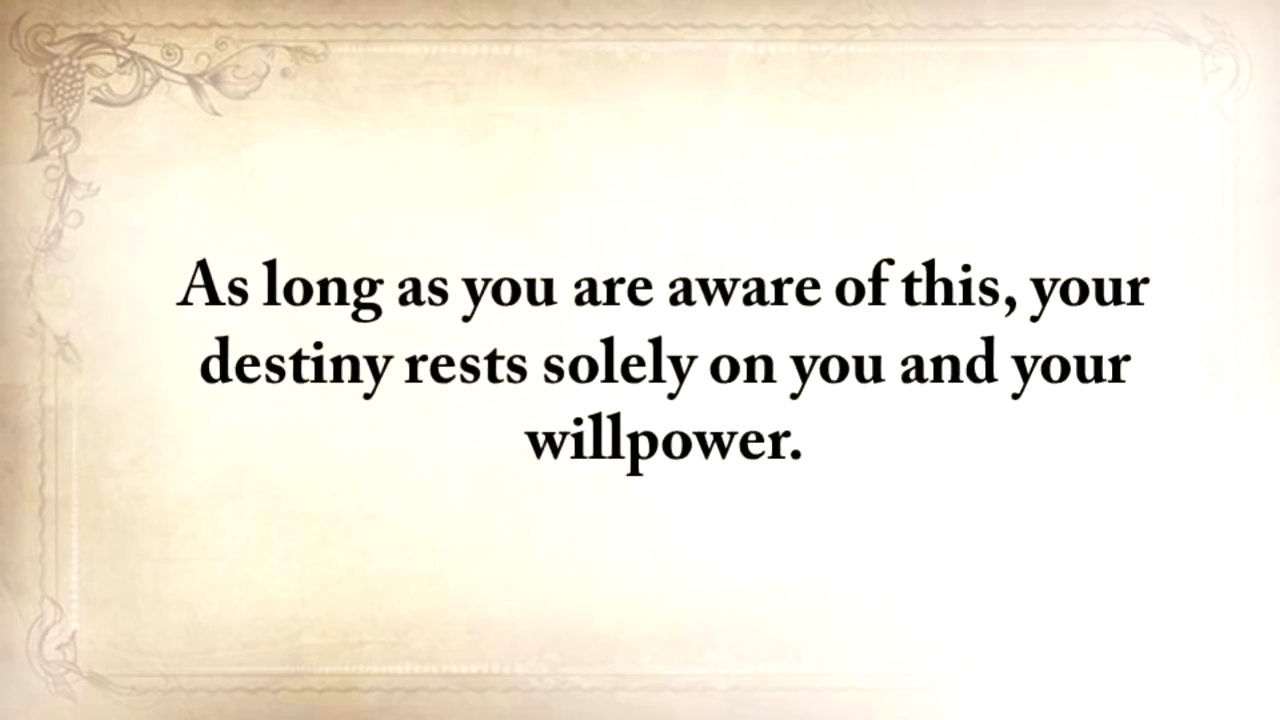 As long as you are aware of this, your
destiny rests solely on you and your
willpower.